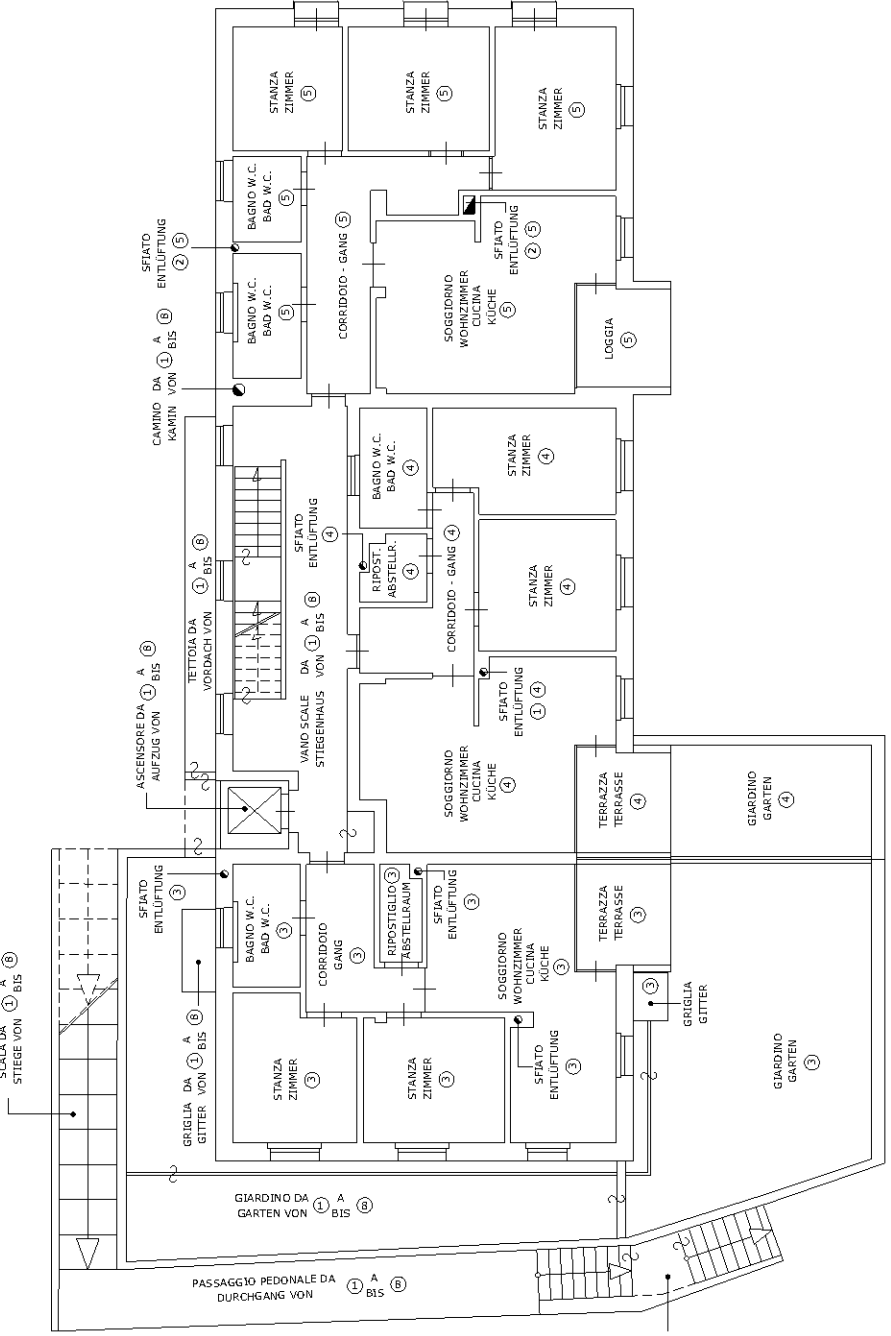 STANZA
ZIMMER
5
STANZA
ZIMMER
5
STANZA
ZIMMER
5
BAGNO W.C.
BAD W.C.
5
SFIATO
ENTLÜFTUNG
2 5
BAGNO W.C.
BAD W.C.
5
CORRIDOIO - GANG 5
SFIATO
ENTLÜFTUNG
2 5
SOGGIORNO
WOHNZIMMER
CUCINA
KÜCHE
5
LOGGIA
5
CAMINO DA 1 A 8
KAMIN VON BIS
BAGNO W.C.
BAD W.C.
4
STANZA
ZIMMER
4
SFIATO
ENTLÜFTUNG
4
RIPOST.
ABSTELLR.
4
CORRIDOIO - GANG 4
STANZA
ZIMMER
4
TETTOIA DA 1 A 8
VORDACH VON BIS
VANO SCALE DA 1 A 8
STIEGENHAUS VON BIS
SFIATO
ENTLÜFTUNG
1 4
ASCENSORE DA 1 A 8
AUFZUG VON BIS
SOGGIORNO
WOHNZIMMER
CUCINA
KÜCHE
4
TERRAZZA
TERRASSE
4
GIARDINO
GARTEN
4
SFIATO
ENTLÜFTUNG
3
BAGNO W.C.
BAD W.C.
3
CORRIDOIO
GANG
3
RIPOSTIGLIO 3
ABSTELLRAUM
SFIATO
ENTLÜFTUNG
3
SOGGIORNO
WOHNZIMMER
CUCINA
KÜCHE
3
TERRAZZA
TERRASSE
3
SCALA DA 1 A 8
STIEGE VON BIS
GRIGLIA DA 1 A 8
GITTER VON BIS
STANZA
ZIMMER
3
STANZA
ZIMMER
3
SFIATO
ENTLÜFTUNG
3
3
GRIGLIA
GITTER
GIARDINO
GARTEN
3
GIARDINO DA 1 A 8
GARTEN VON BIS
PASSAGGIO PEDONALE DA 1 A 8
DURCHGANG VON BIS